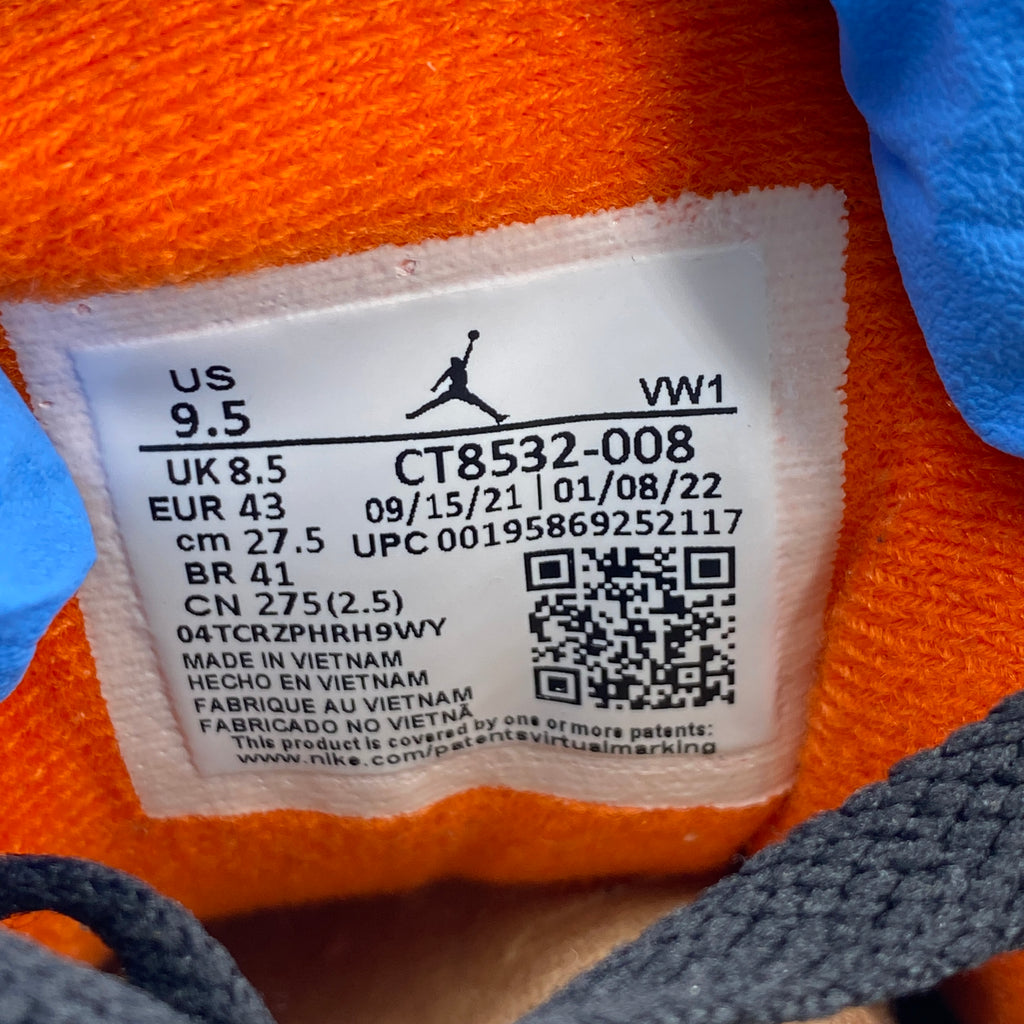 US
9.5
VW1
UK 8.5
CT8532-008
EUR 43
09/15/21 | 01/08/22
cm 27.5
UPC 00195869252117
BR 41
CN 275(2.5)
04TCRZPHRH9WY
MADE IN VIETNAM
HECHO EN VIETNAM
FABRIQUE AU VIETNAM
FABRICADO NO VIETNÃ
This product is covered by one or more patents:
www.nike.com/patentsvirtualmarking